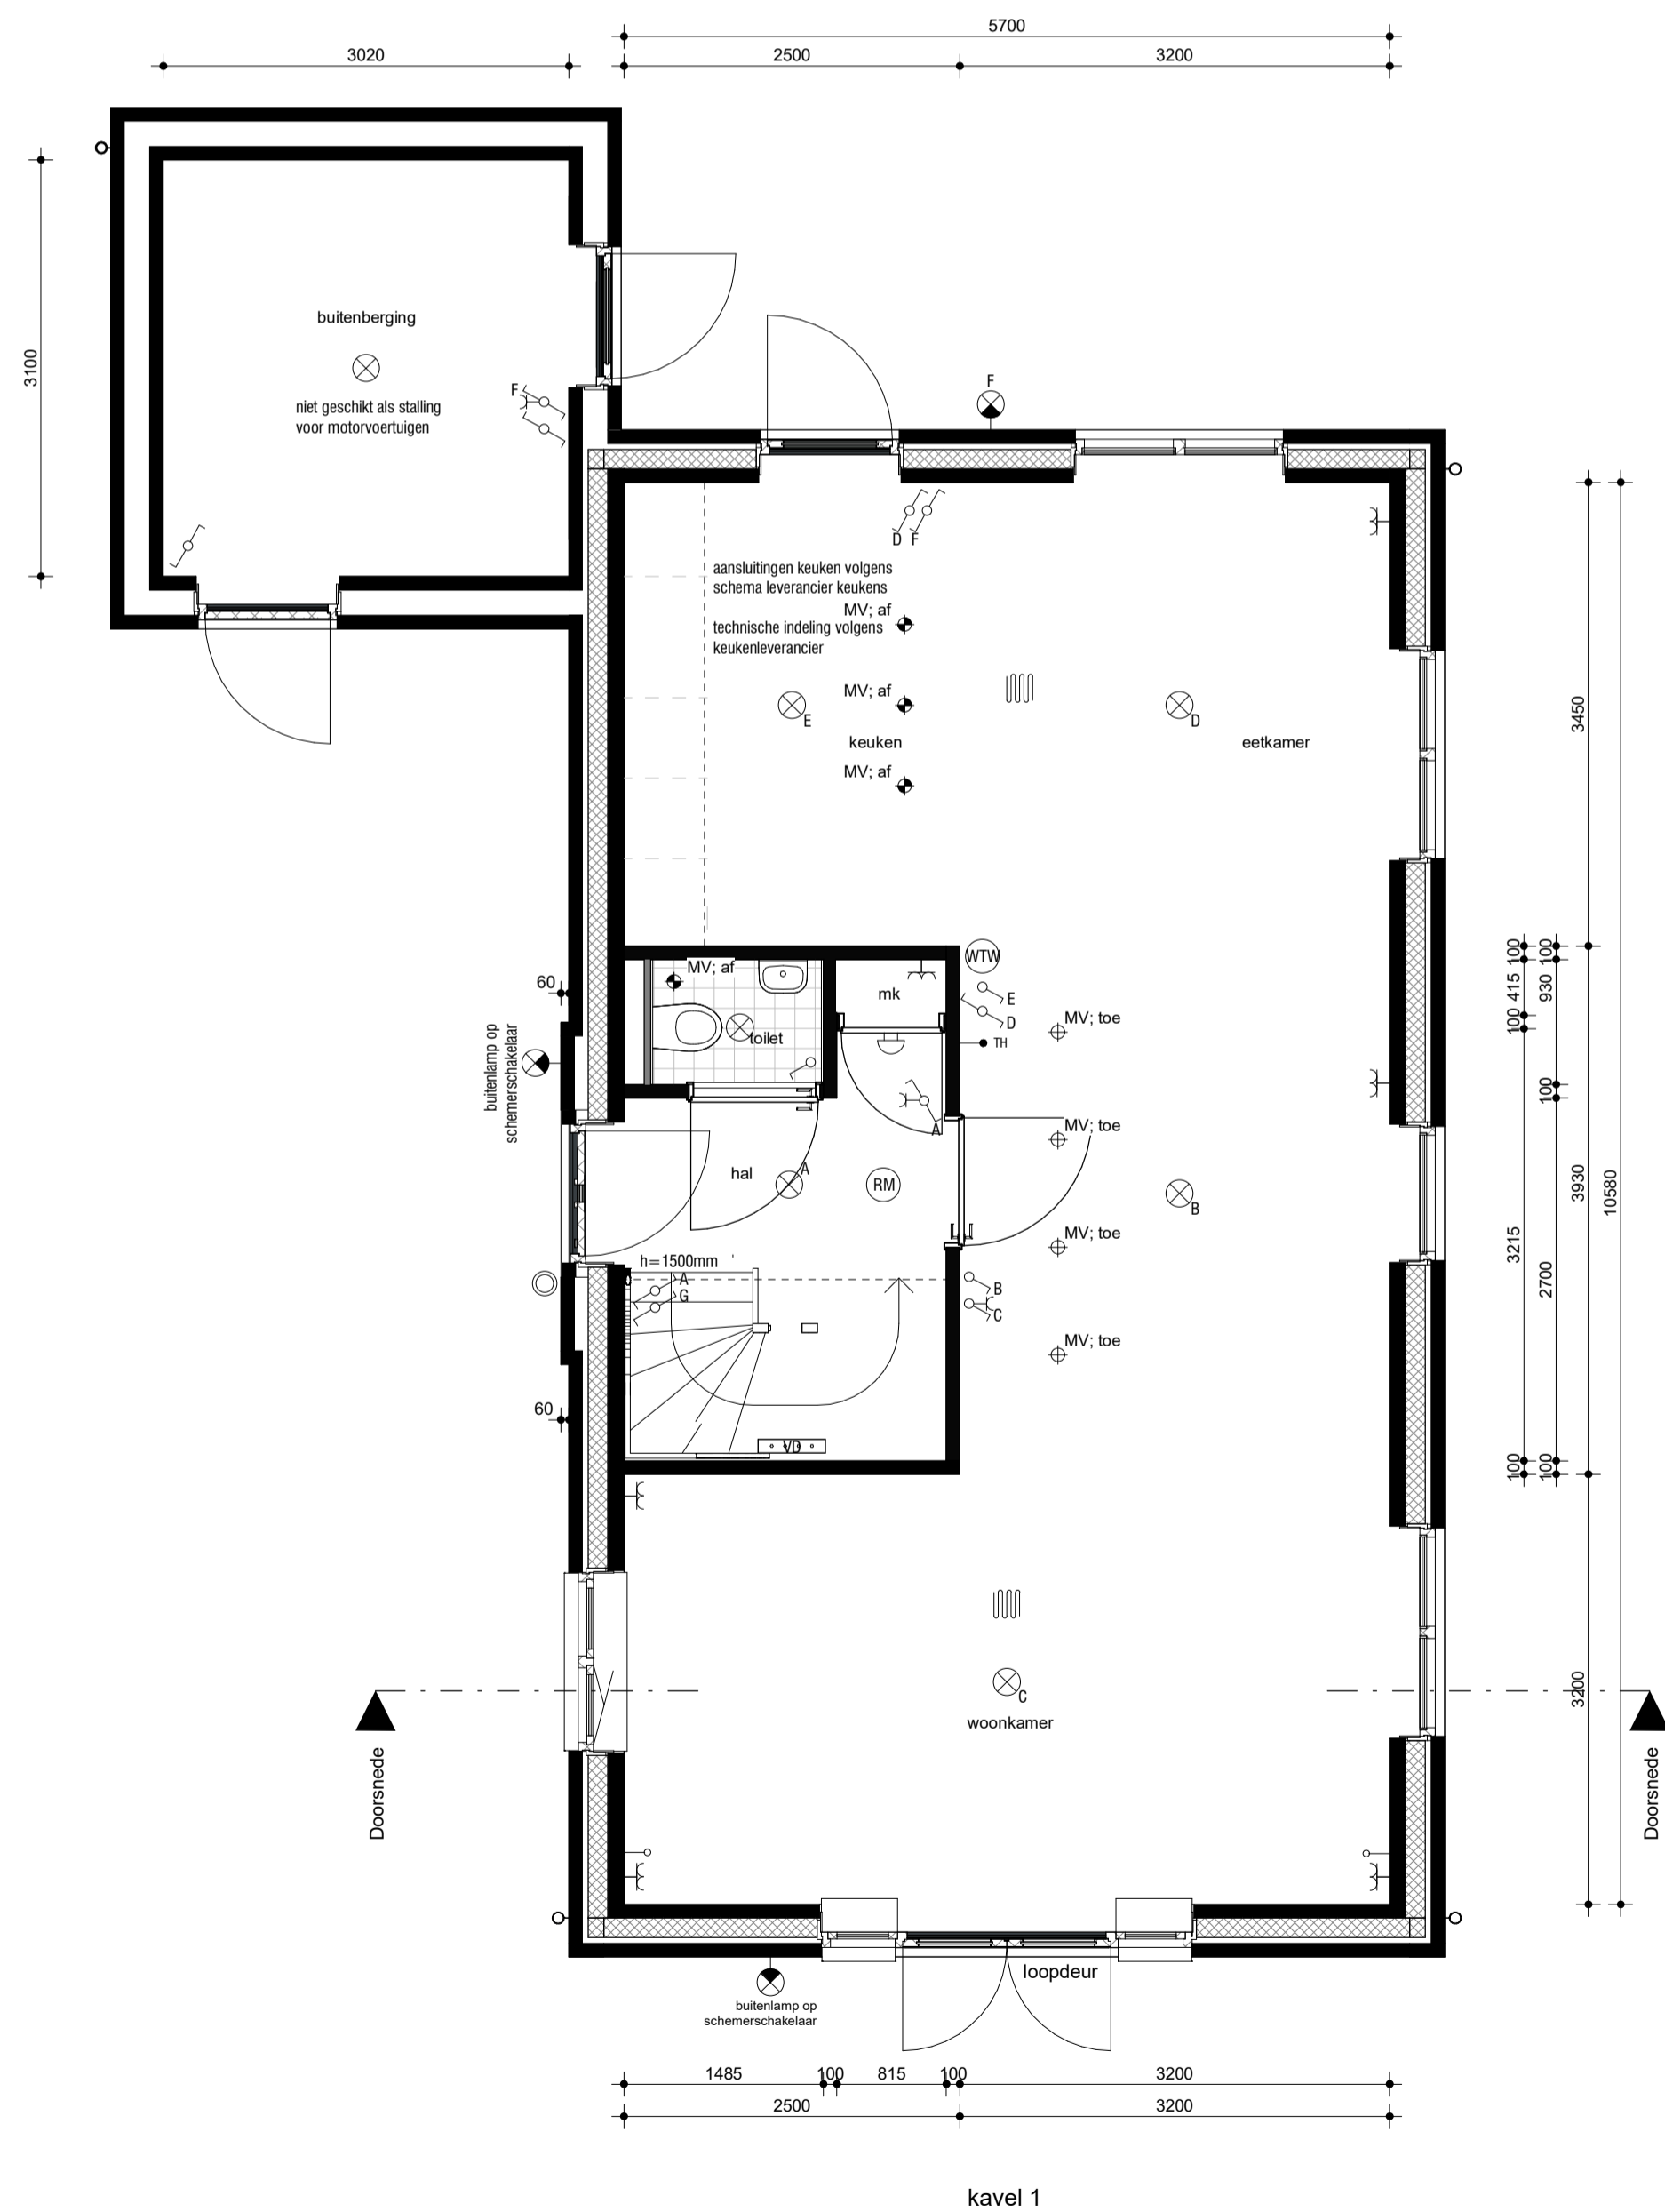 5700
3020
2500
3200
3100
buitenberging
niet geschikt als stalling
voor motorvoertuigen
F
F
D F
aansluitingen keuken volgens
schema leverancier keukens
MV; af
technische indeling volgens
keukenleverancier
MV; af
E
D
keuken
eetkamer
MV; af
3450
10580
60
MV; af
mk
toilet
WTW
E
D
TH
MV; toe
100
415
100
100
930
100
buitenlamp op
schemerschakelaar
A
MV; toe
hal
A
RM
B
3930
MV; toe
3215
2700
h=1500mm
A
G
B
C
MV; toe
60
VD
100
100
C
woonkamer
3200
Doorsnede
Doorsnede
loopdeur
buitenlamp op
schemerschakelaar
1485
100
815
100
3200
2500
3200
kavel 1